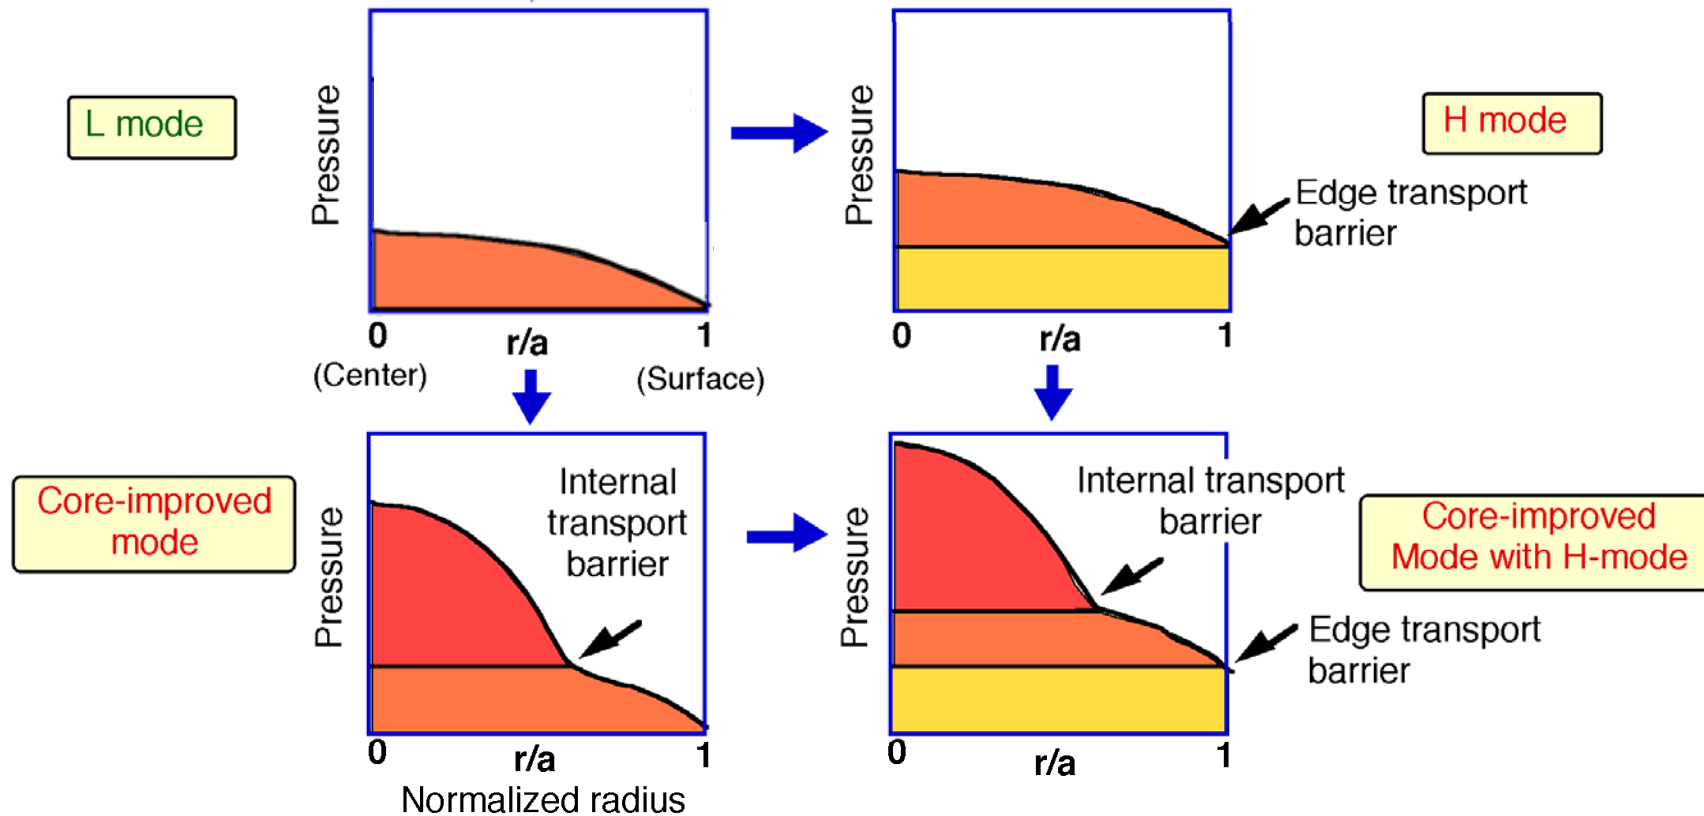 L mode
Pressure
0
r/a
1
(Center)
(Surface)
Pressure
0
r/a
1
H mode
Edge transport
barrier
Core-improved
mode
Pressure
Internal
transport
barrier
0
r/a
1
Normalized radius
Pressure
Internal transport
barrier
Core-improved
Mode with H-mode
Edge transport
barrier
0
r/a
1